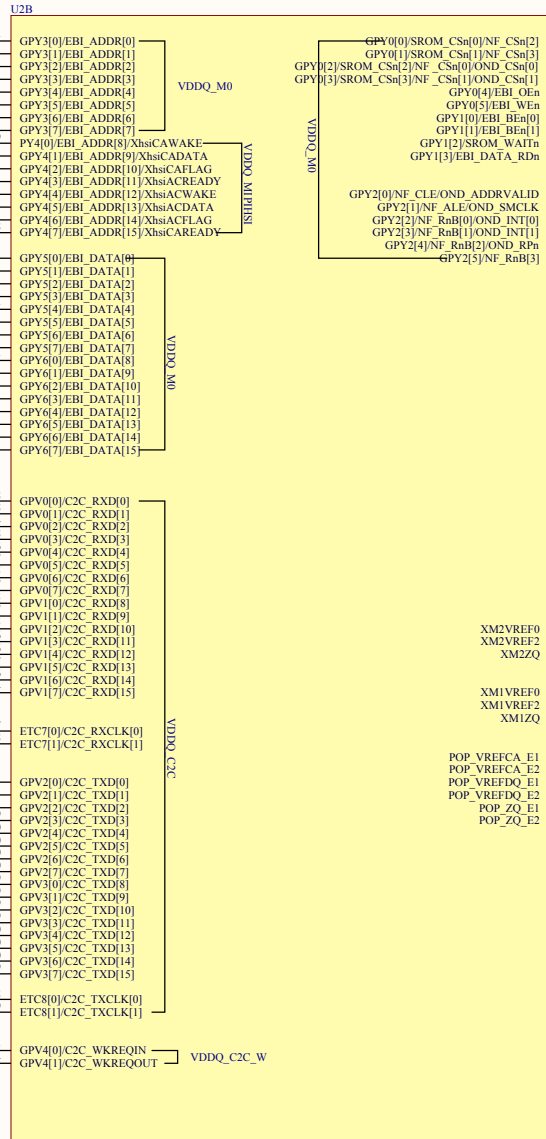 U2B
GPY3[0]/EBI_ADDR[0]
GPY3[1]/EBI_ADDR[1]
GPY3[2]/EBI_ADDR[2]
GPY3[3]/EBI_ADDR[3]
GPY3[4]/EBI_ADDR[4]
GPY3[5]/EBI_ADDR[5]
GPY3[6]/EBI_ADDR[6]
GPY3[7]/EBI_ADDR[7]
VDDQ_M0
PY4[0]/EBI_ADDR[8]/XhsiCAWAKE
GPY4[1]/EBI_ADDR[9]/XhsiCADATA
GPY4[2]/EBI_ADDR[10]/XhsiCAFLAG
GPY4[3]/EBI_ADDR[11]/XhsiACREADY
GPY4[4]/EBI_ADDR[12]/XhsiACWAKE
GPY4[5]/EBI_ADDR[13]/XhsiACDATA
GPY4[6]/EBI_ADDR[14]/XhsiACFLAG
GPY4[7]/EBI_ADDR[15]/XhsiCAREADY
VDDQ_MIPIHSI
GPY5[0]/EBI_DATA[0]
GPY5[1]/EBI_DATA[1]
GPY5[2]/EBI_DATA[2]
GPY5[3]/EBI_DATA[3]
GPY5[4]/EBI_DATA[4]
GPY5[5]/EBI_DATA[5]
GPY5[6]/EBI_DATA[6]
GPY5[7]/EBI_DATA[7]
GPY6[0]/EBI_DATA[8]
GPY6[1]/EBI_DATA[9]
GPY6[2]/EBI_DATA[10]
GPY6[3]/EBI_DATA[11]
GPY6[4]/EBI_DATA[12]
GPY6[5]/EBI_DATA[13]
GPY6[6]/EBI_DATA[14]
GPY6[7]/EBI_DATA[15]
VDDQ_M0
GPV0[0]/C2C_RXD[0]
GPV0[1]/C2C_RXD[1]
GPV0[2]/C2C_RXD[2]
GPV0[3]/C2C_RXD[3]
GPV0[4]/C2C_RXD[4]
GPV0[5]/C2C_RXD[5]
GPV0[6]/C2C_RXD[6]
GPV0[7]/C2C_RXD[7]
GPV1[0]/C2C_RXD[8]
GPV1[1]/C2C_RXD[9]
GPV1[2]/C2C_RXD[10]
GPV1[3]/C2C_RXD[11]
GPV1[4]/C2C_RXD[12]
GPV1[5]/C2C_RXD[13]
GPV1[6]/C2C_RXD[14]
GPV1[7]/C2C_RXD[15]
ETC7[0]/C2C_RXCLK[0]
ETC7[1]/C2C_RXCLK[1]
VDDQ_C2C
GPV2[0]/C2C_TXD[0]
GPV2[1]/C2C_TXD[1]
GPV2[2]/C2C_TXD[2]
GPV2[3]/C2C_TXD[3]
GPV2[4]/C2C_TXD[4]
GPV2[5]/C2C_TXD[5]
GPV2[6]/C2C_TXD[6]
GPV2[7]/C2C_TXD[7]
GPV3[0]/C2C_TXD[8]
GPV3[1]/C2C_TXD[9]
GPV3[2]/C2C_TXD[10]
GPV3[3]/C2C_TXD[11]
GPV3[4]/C2C_TXD[12]
GPV3[5]/C2C_TXD[13]
GPV3[6]/C2C_TXD[14]
GPV3[7]/C2C_TXD[15]
ETC8[0]/C2C_TXCLK[0]
ETC8[1]/C2C_TXCLK[1]
GPV4[0]/C2C_WKREQIN
GPV4[1]/C2C_WKREQOUT
VDDQ_C2C_W
GPY0[0]/SROM_CSn[0]/NF_CSn[2]
GPY0[1]/SROM_CSn[1]/NF_CSn[3]
GPY0[2]/SROM_CSn[2]/NF_CSn[0]/OND_CSn[0]
GPY0[3]/SROM_CSn[3]/NF_CSn[1]/OND_CSn[1]
GPY0[4]/EBI_OEn
GPY0[5]/EBI_WEn
GPY1[0]/EBI_BEn[0]
GPY1[1]/EBI_BEn[1]
GPY1[2]/SROM_WAITn
GPY1[3]/EBI_DATA_RDn
VDDQ_M0
GPY2[0]/NF_CLE/OND_ADDRVALID
GPY2[1]/NF_ALE/OND_SMCLK
GPY2[2]/NF_RnB[0]/OND_INT[0]
GPY2[3]/NF_RnB[1]/OND_INT[1]
GPY2[4]/NF_RnB[2]/OND_RPn
GPY2[5]/NF_RnB[3]
XM2VREF0
XM2VREF2
XM2ZQ
XM1VREF0
XM1VREF2
XM1ZQ
POP_VREFCA_E1
POP_VREFCA_E2
POP_VREFDQ_E1
POP_VREFDQ_E2
POP_ZQ_E1
POP_ZQ_E2